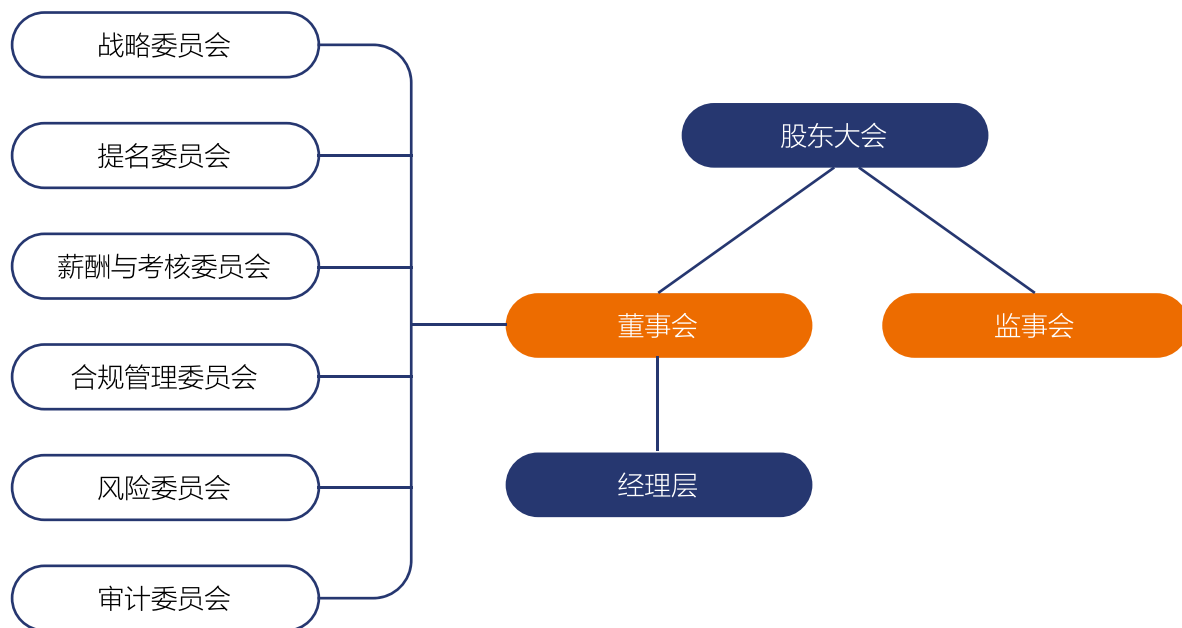 战略委员会
提名委员会
薪酬与考核委员会
合规管理委员会
风险委员会
审计委员会
股东大会
董事会
监事会
经理层